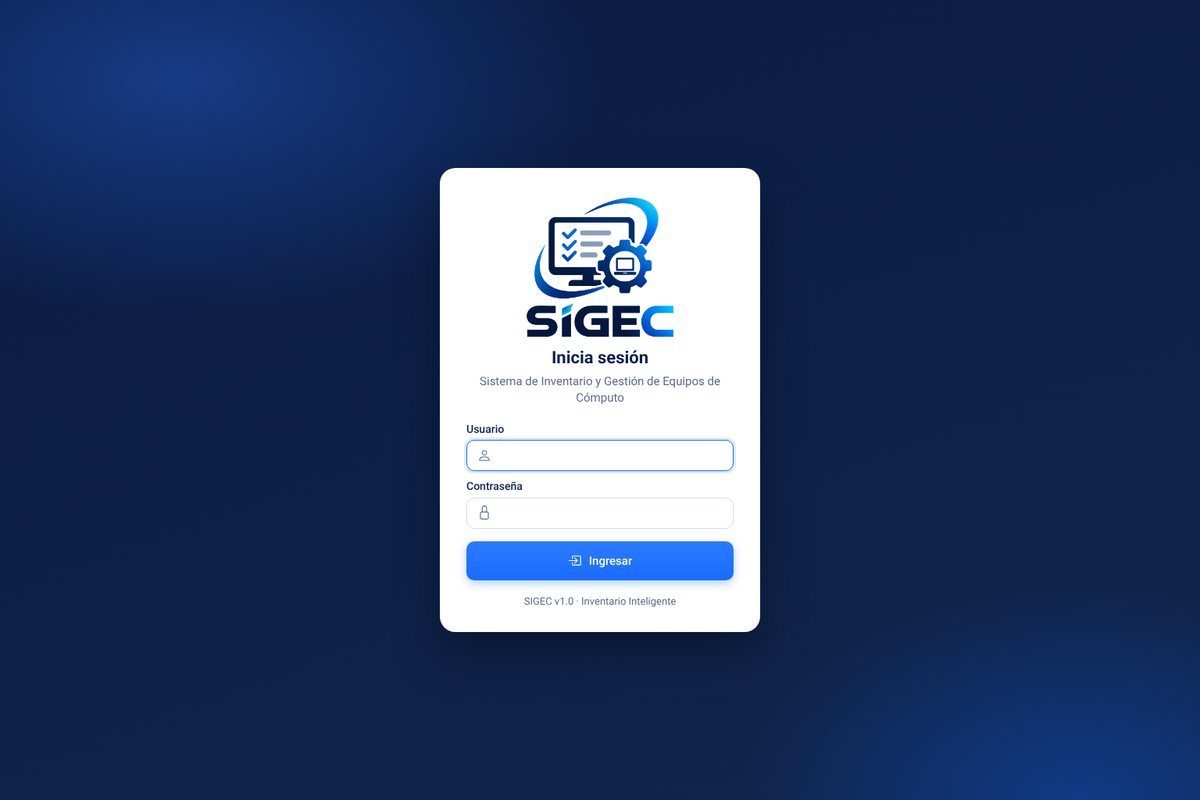 SiGEC
Inicia sesión
Sistema de Inventario y Gestión de Equipos de
Cómputo
Usuario
Contraseña
Ingresar
SIGEC v1.0 · Inventario Inteligente